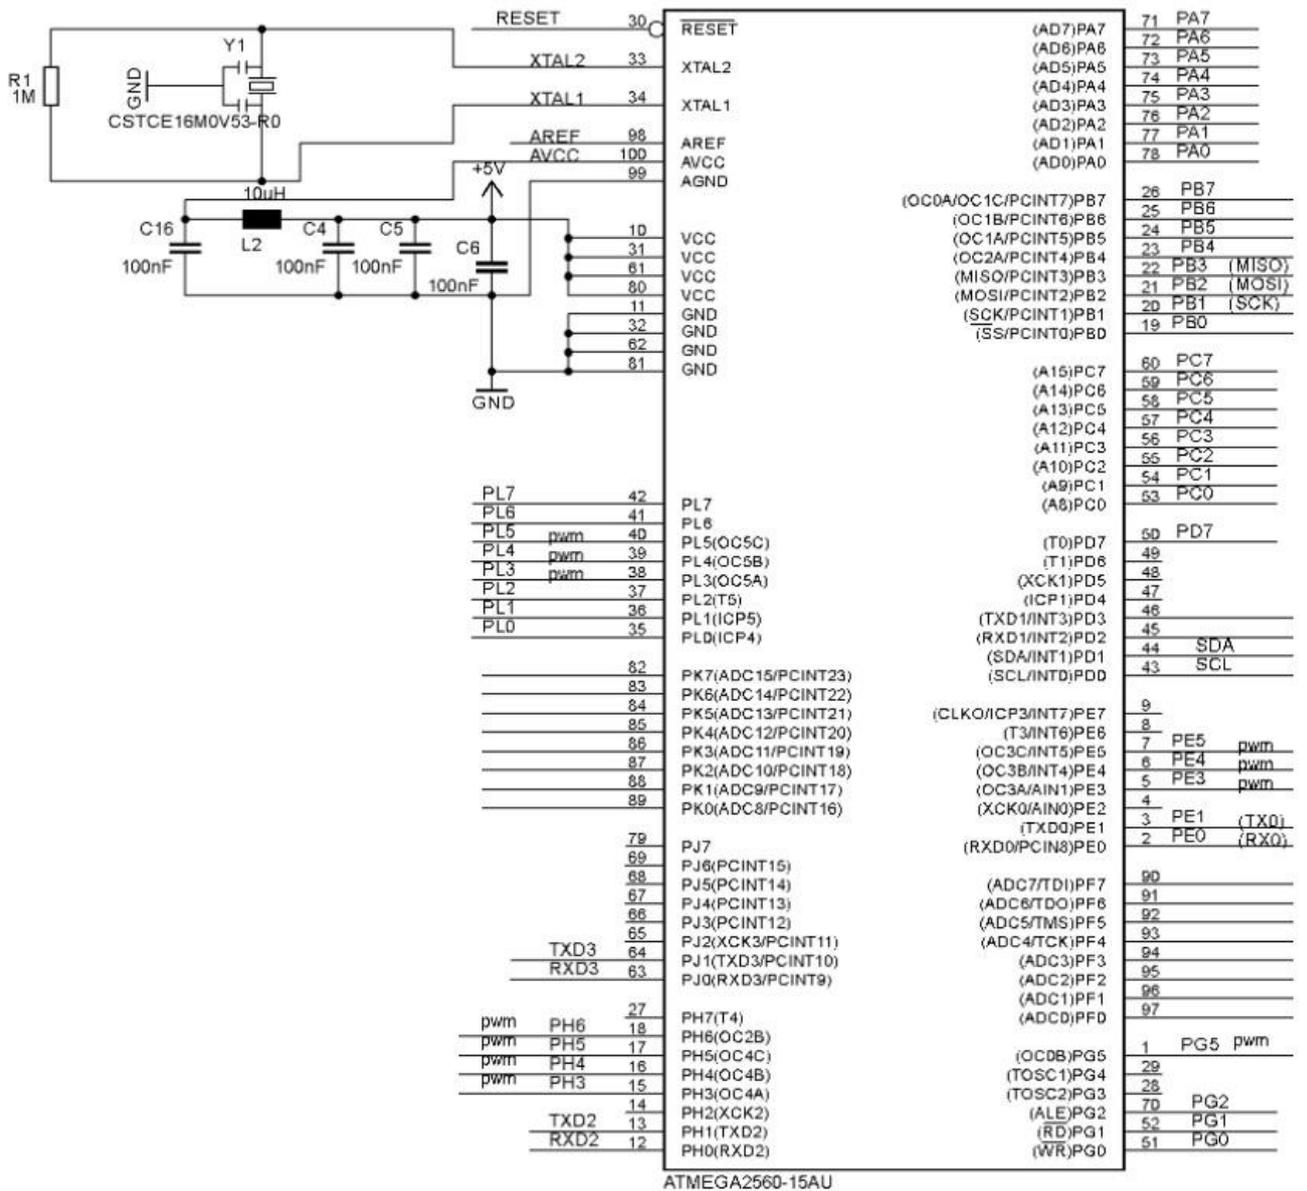 RESET 30 RESET
XTAL2 33 XTAL2
XTAL1 34 XTAL1
AREF 98 AREF
AVCC 100 AVCC
99 AGND
Y1
R1
1M
GND
CSTCE16M0V53-R0
+5V
10uH
L2
C16
100nF
C4
100nF
C5
100nF
C6
100nF
10 VCC
31 VCC
61 VCC
80 VCC
11 GND
32 GND
62 GND
81 GND
GND
PL7 42 PL7
PL6 41 PL6
PL5 pwm 40 PL5(OC5C)
PL4 pwm 39 PL4(OC5B)
PL3 pwm 38 PL3(OC5A)
PL2 37 PL2(T5)
PL1 36 PL1(ICP5)
PL0 35 PL0(ICP4)
82 PK7(ADC15/PCINT23)
83 PK6(ADC14/PCINT22)
84 PK5(ADC13/PCINT21)
85 PK4(ADC12/PCINT20)
86 PK3(ADC11/PCINT19)
87 PK2(ADC10/PCINT18)
88 PK1(ADC9/PCINT17)
89 PK0(ADC8/PCINT16)
79 PJ7
69 PJ6(PCINT15)
68 PJ5(PCINT14)
67 PJ4(PCINT13)
66 PJ3(PCINT12)
65 PJ2(XCK3/PCINT11)
TXD3 64 PJ1(TXD3/PCINT10)
RXD3 63 PJ0(RXD3/PCINT9)
27 PH7(T4)
pwm PH6 18 PH6(OC2B)
pwm PH5 17 PH5(OC4C)
pwm PH4 16 PH4(OC4B)
pwm PH3 15 PH3(OC4A)
14 PH2(XCK2)
TXD2 13 PH1(TXD2)
RXD2 12 PH0(RXD2)
(AD7)PA7 71 PA7
(AD6)PA6 72 PA6
(AD5)PA5 73 PA5
(AD4)PA4 74 PA4
(AD3)PA3 75 PA3
(AD2)PA2 76 PA2
(AD1)PA1 77 PA1
(AD0)PA0 78 PA0
(OC0A/OC1C/PCINT7)PB7 26 PB7
(OC1B/PCINT6)PB6 25 PB6
(OC1A/PCINT5)PB5 24 PB5
(OC2A/PCINT4)PB4 23 PB4
(MISO/PCINT3)PB3 22 PB3 (MISO)
(MOSI/PCINT2)PB2 21 PB2 (MOSI)
(SCK/PCINT1)PB1 20 PB1 (SCK)
(SS/PCINT0)PB0 19 PB0
(A15)PC7 60 PC7
(A14)PC6 59 PC6
(A13)PC5 58 PC5
(A12)PC4 57 PC4
(A11)PC3 56 PC3
(A10)PC2 55 PC2
(A9)PC1 54 PC1
(A8)PC0 53 PC0
(T0)PD7 50 PD7
(T1)PD6 49
(XCK1)PD5 48
(ICP1)PD4 47
(TXD1/INT3)PD3 46
(RXD1/INT2)PD2 45
(SDA/INT1)PD1 44 SDA
(SCL/INT0)PD0 43 SCL
(CLKO/ICP3/INT7)PE7 9
(T3/INT6)PE6 8
(OC3C/INT5)PE5 7 PE5 pwm
(OC3B/INT4)PE4 6 PE4 pwm
(OC3A/AIN1)PE3 5 PE3 pwm
(XCK0/AIN0)PE2 4
(TXD0)PE1 3 PE1 (TX0)
(RXD0/PCIN8)PE0 2 PE0 (RX0)
(ADC7/TDI)PF7 90
(ADC6/TDO)PF6 91
(ADC5/TMS)PF5 92
(ADC4/TCK)PF4 93
(ADC3)PF3 94
(ADC2)PF2 95
(ADC1)PF1 96
(ADC0)PF0 97
(OC0B)PG5 1 PG5 pwm
(TOSC1)PG4 29
(TOSC2)PG3 28
(ALE)PG2 70 PG2
(RD)PG1 52 PG1
(WR)PG0 51 PG0
ATMEGA2560-15AU